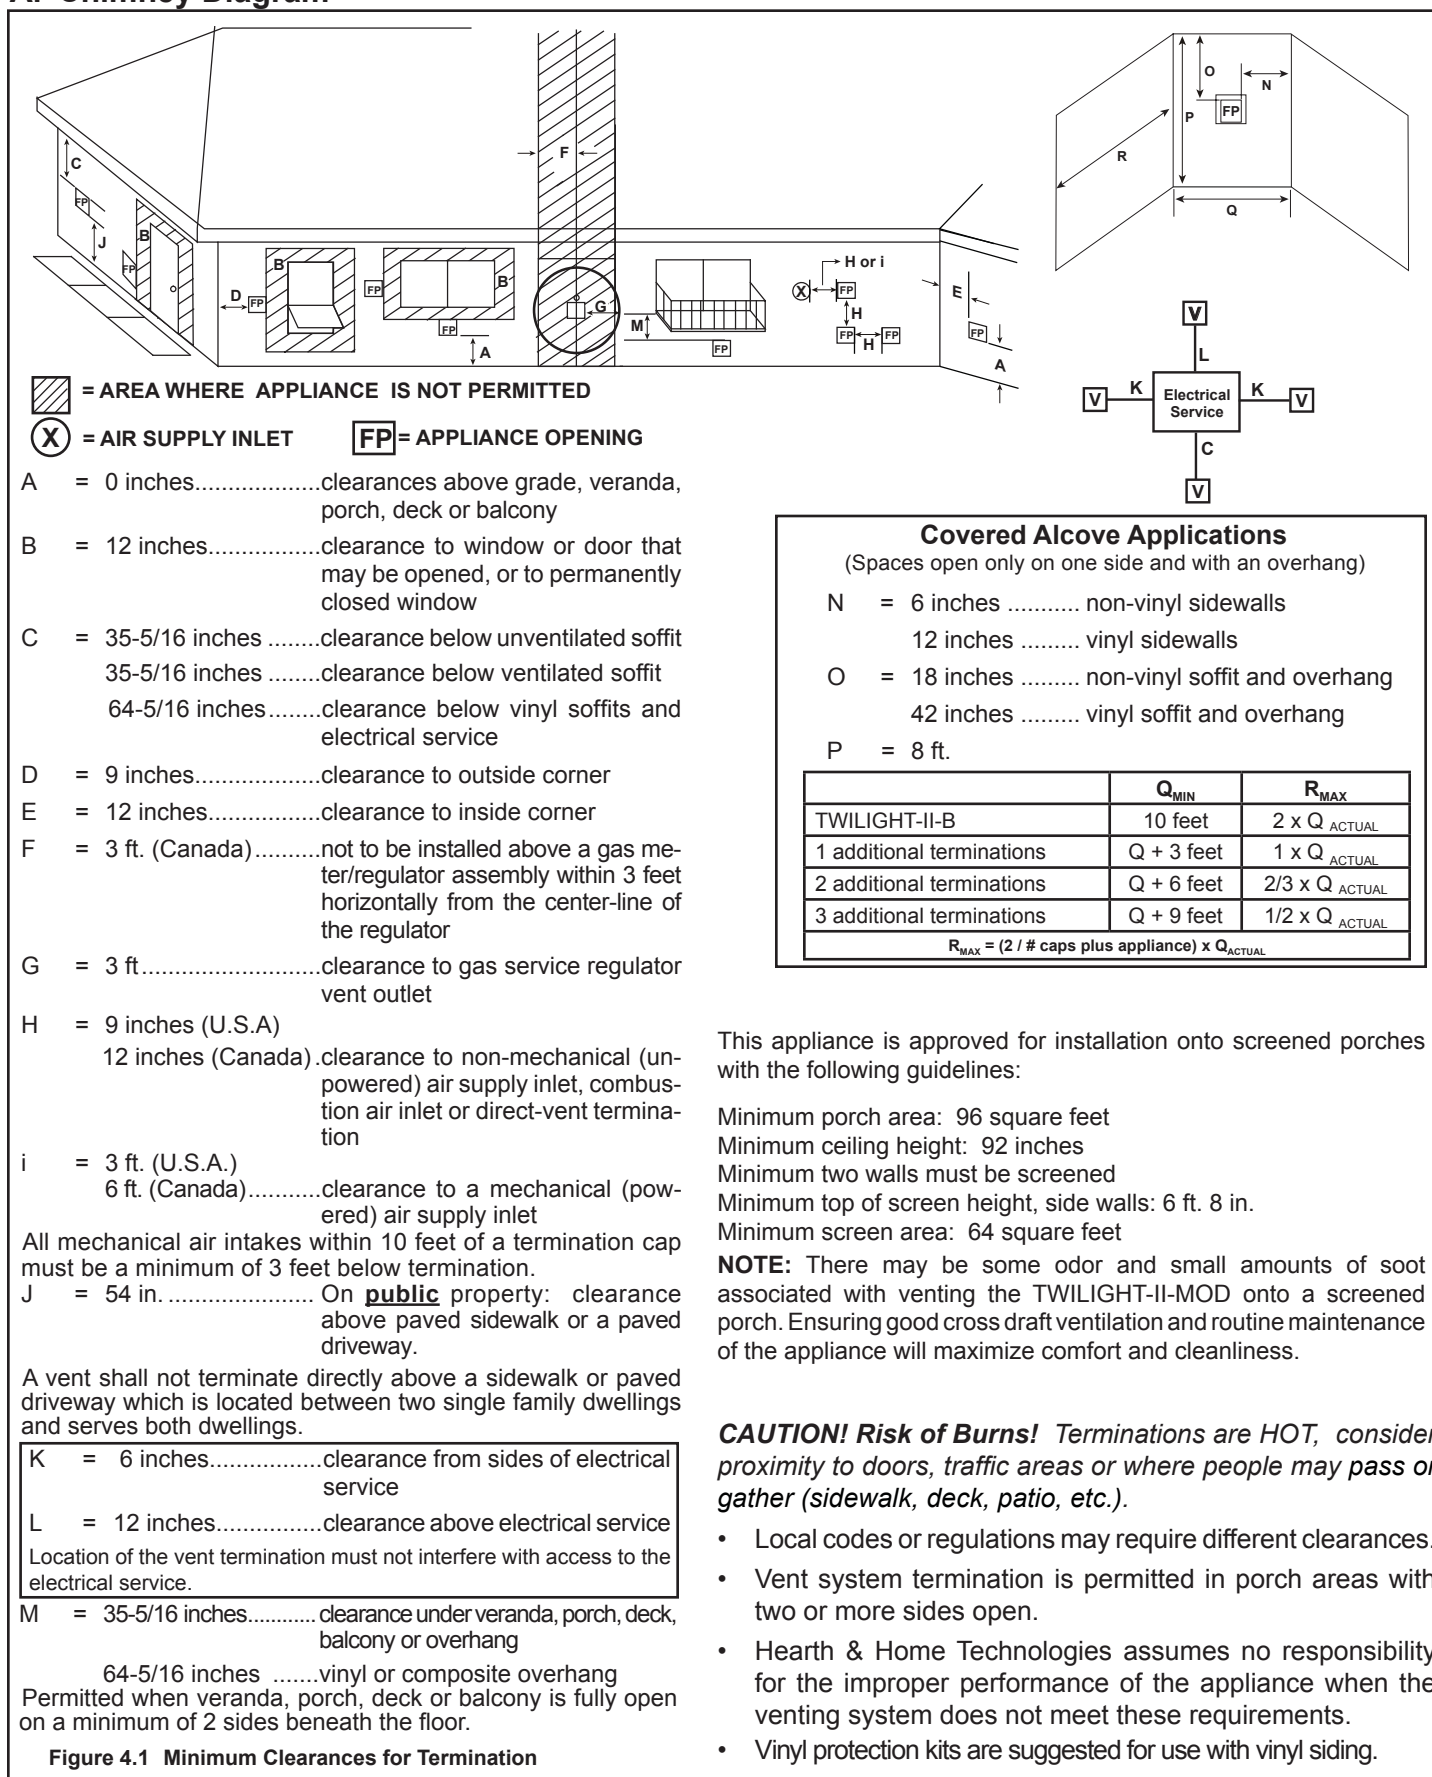 C
FP
J
B
FP
D
FP
B
FP
B
FP
A
F
G
M
FP
H or i
X
FP
H
FP
H
FP
E
FP
A
O
N
FP
P
R
Q
V
L
V
K
Electrical
Service
K
V
C
V
= AREA WHERE APPLIANCE IS NOT PERMITTED
X = AIR SUPPLY INLET FP = APPLIANCE OPENING
A = 0 inches...................clearances above grade, veranda,
porch, deck or balcony
B = 12 inches.................clearance to window or door that
may be opened, or to permanently
closed window
C = 35-5/16 inches ........clearance below unventilated soffit
35-5/16 inches ........clearance below ventilated soffit
64-5/16 inches........clearance below vinyl soffits and
electrical service
D = 9 inches...................clearance to outside corner
E = 12 inches.................clearance to inside corner
F = 3 ft. (Canada)..........not to be installed above a gas me-
ter/regulator assembly within 3 feet
horizontally from the center-line of
the regulator
G = 3 ft...........................clearance to gas service regulator
vent outlet
H = 9 inches (U.S.A)
12 inches (Canada) .clearance to non-mechanical (un-
powered) air supply inlet, combus-
tion air inlet or direct-vent termina-
tion
i = 3 ft. (U.S.A.)
6 ft. (Canada)...........clearance to a mechanical (pow-
ered) air supply inlet
All mechanical air intakes within 10 feet of a termination cap
must be a minimum of 3 feet below termination.
J = 54 in. ...................... On public property: clearance
above paved sidewalk or a paved
driveway.
A vent shall not terminate directly above a sidewalk or paved
driveway which is located between two single family dwellings
and serves both dwellings.
K = 6 inches.................clearance from sides of electrical
service
L = 12 inches................clearance above electrical service
Location of the vent termination must not interfere with access to the
electrical service.
M = 35-5/16 inches............ clearance under veranda, porch, deck,
balcony or overhang
64-5/16 inches .......vinyl or composite overhang
Permitted when veranda, porch, deck or balcony is fully open
on a minimum of 2 sides beneath the floor.
Figure 4.1 Minimum Clearances for Termination
Covered Alcove Applications
(Spaces open only on one side and with an overhang)
N = 6 inches ........... non-vinyl sidewalls
12 inches ......... vinyl sidewalls
O = 18 inches ......... non-vinyl soffit and overhang
42 inches ......... vinyl soffit and overhang
P = 8 ft.
QMIN RMAX
TWILIGHT-II-B 10 feet 2 x Q ACTUAL
1 additional terminations Q + 3 feet 1 x Q ACTUAL
2 additional terminations Q + 6 feet 2/3 x Q ACTUAL
3 additional terminations Q + 9 feet 1/2 x Q ACTUAL
RMAX = (2 / # caps plus appliance) x QACTUAL
This appliance is approved for installation onto screened porches
with the following guidelines:
Minimum porch area: 96 square feet
Minimum ceiling height: 92 inches
Minimum two walls must be screened
Minimum top of screen height, side walls: 6 ft. 8 in.
Minimum screen area: 64 square feet
NOTE: There may be some odor and small amounts of soot
associated with venting the TWILIGHT-II-MOD onto a screened
porch. Ensuring good cross draft ventilation and routine maintenance
of the appliance will maximize comfort and cleanliness.
CAUTION! Risk of Burns! Terminations are HOT, consider
proximity to doors, traffic areas or where people may pass or
gather (sidewalk, deck, patio, etc.).
• Local codes or regulations may require different clearances.
• Vent system termination is permitted in porch areas with
two or more sides open.
• Hearth & Home Technologies assumes no responsibility
for the improper performance of the appliance when the
venting system does not meet these requirements.
• Vinyl protection kits are suggested for use with vinyl siding.